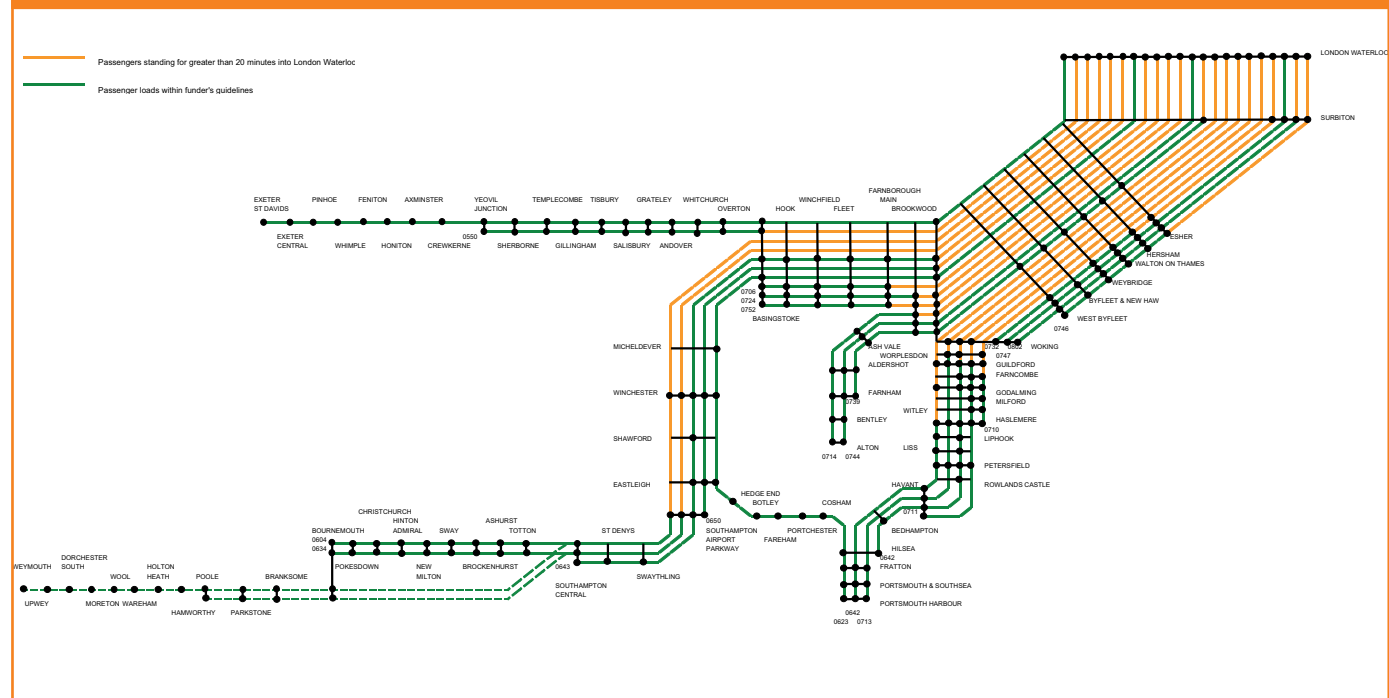 LONDON WATERLOO
Passengers standing for greater than 20 minutes into London Waterloo
Passenger loads within funder's guidelines
SURBITON
FARNBOROUGH
MAIN
EXETER
ST DAVIDS
PINHOE
FENITON
AXMINSTER
YEOVIL
JUNCTION
TEMPLECOMBE
TISBURY
GRATELEY
WHITCHURCH
OVERTON
HOOK
WINCHFIELD
FLEET
BROOKWOOD
EXETER
CENTRAL
WHIMPLE
HONITON
CREWKERNE
0550
SHERBORNE
GILLINGHAM
SALISBURY
ANDOVER
ESHER
HERSHAM
WALTON ON THAMES
WEYBRIDGE
BYFLEET & NEW HAW
WEST BYFLEET
0746
0706
0724
0752
BASINGSTOKE
MICHELDEVER
ASH VALE
WORPLESDON
ALDERSHOT
0732
0802
WOKING
0747
GUILDFORD
FARNCOMBE
WINCHESTER
FARNHAM
0739
GODALMING
MILFORD
WITLEY
BENTLEY
HASLEMERE
0710
LIPHOOK
SHAWFORD
ALTON
0714
0744
LISS
PETERSFIELD
EASTLEIGH
HAVANT
ROWLANDS CASTLE
HEDGE END
BOTLEY
COSHAM
0711
CHRISTCHURCH
BOURNEMOUTH
0604
0634
HINTON
ADMIRAL
SWAY
ASHURST
TOTTON
ST DENYS
0650
SOUTHAMPTON
AIRPORT
PARKWAY
FAREHAM
PORTCHESTER
BEDHAMPTON
HILSEA
0642
FRATTON
WEYMOUTH
DORCHESTER
SOUTH
WOOL
HOLTON
HEATH
POOLE
BRANKSOME
POKESDOWN
NEW
MILTON
BROCKENHURST
0643
SOUTHAMPTON
CENTRAL
SWAYTHLING
PORTSMOUTH & SOUTHSEA
UPWEY
MORETON
WAREHAM
HAMWORTHY
PARKSTONE
PORTSMOUTH HARBOUR
0642
0623
0713